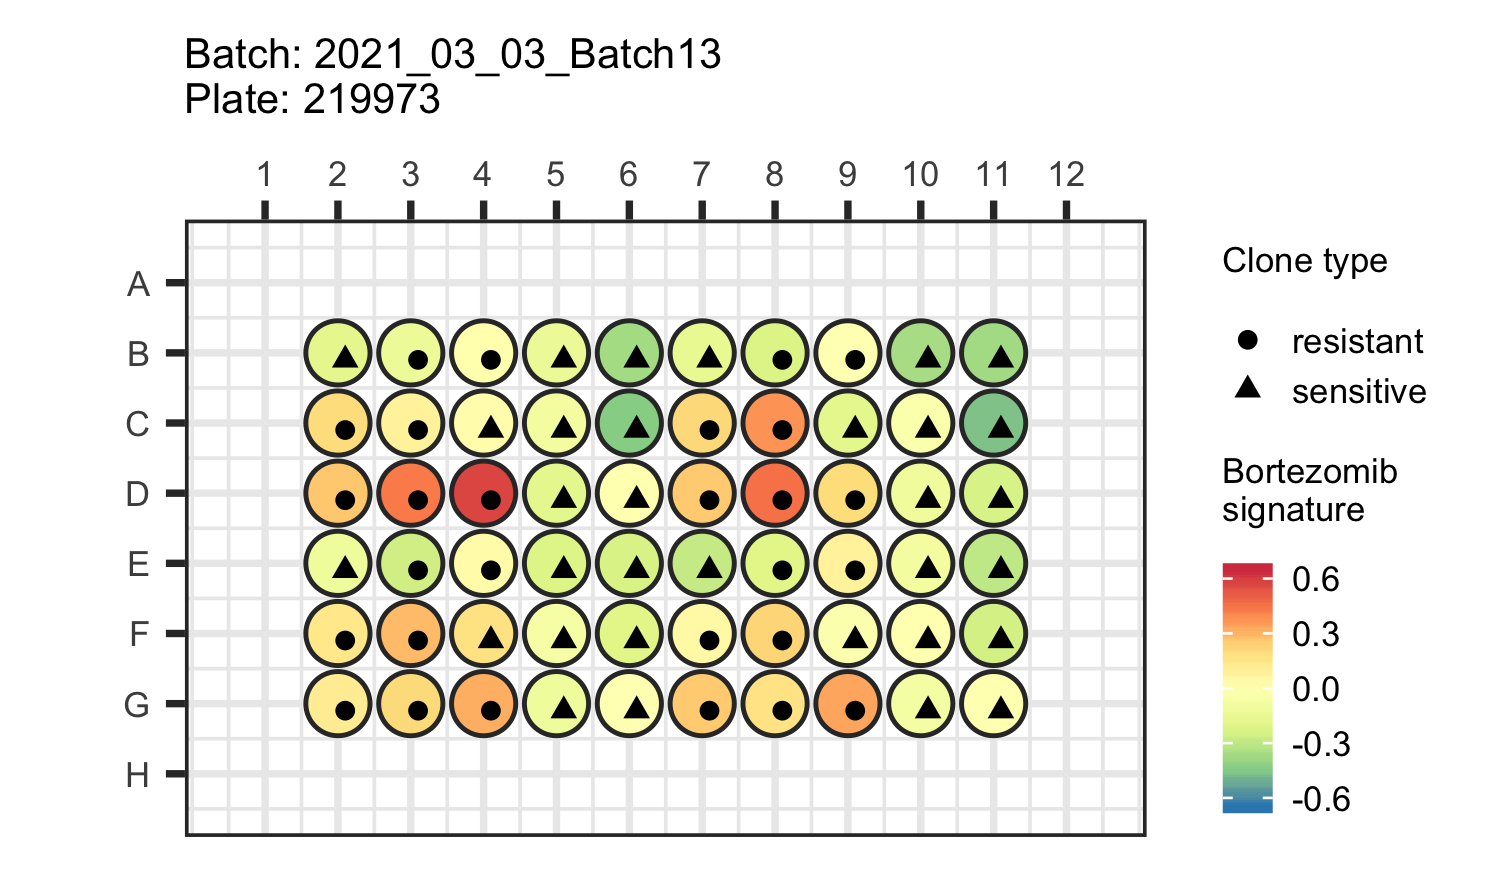 Batch: 2021_03_03_Batch13
Plate: 219973
1 2 3 4 5 6 7 8 9 10 11 12
A
B
C
D
E
F
G
H
Clone type
resistant
sensitive
Bortezomib
signature
0.6
0.3
0.0
-0.3
-0.6